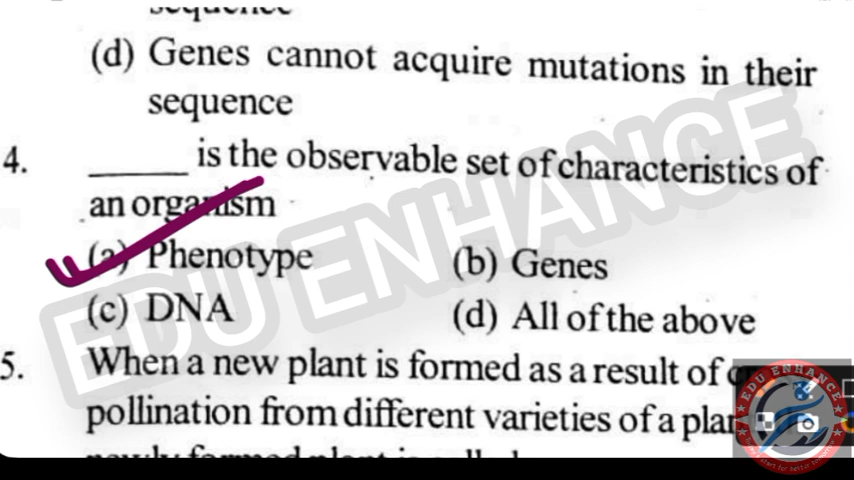 (d) Genes cannot acquire mutations in their
sequence
4. ______ is the observable set of characteristics of
an organism
(a) Phenotype (b) Genes
(c) DNA (d) All of the above
5. When a new plant is formed as a result of
pollination from different varieties of a
EDU ENHANCE
EDU ENHANCE